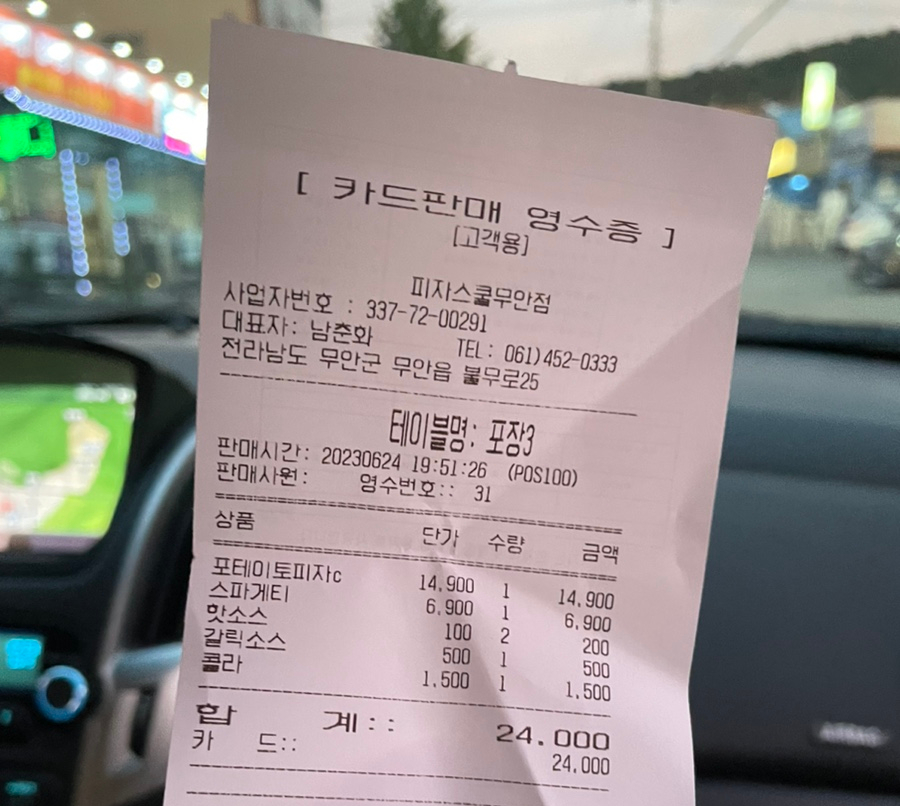 [ 카드판매 영수증 ]
[고객용]
피자스쿨무안점
사업자번호 : 337-72-00291
대표자: 남춘화 TEL: 061)452-0333
전라남도 무안군 무안읍 불무로25
테이블명: 포장3
판매시간: 20230624 19:51:26 (POS100)
판매사원: 영수번호:: 31
상품 단가 수량 금액
포테이토피자c 14,900 1 14,900
스파게티 6,900 1 6,900
핫소스 100 2 200
갈릭소스 500 1 500
콜라 1,500 1 1,500
합 계:: 24.000
카 드:: 24,000